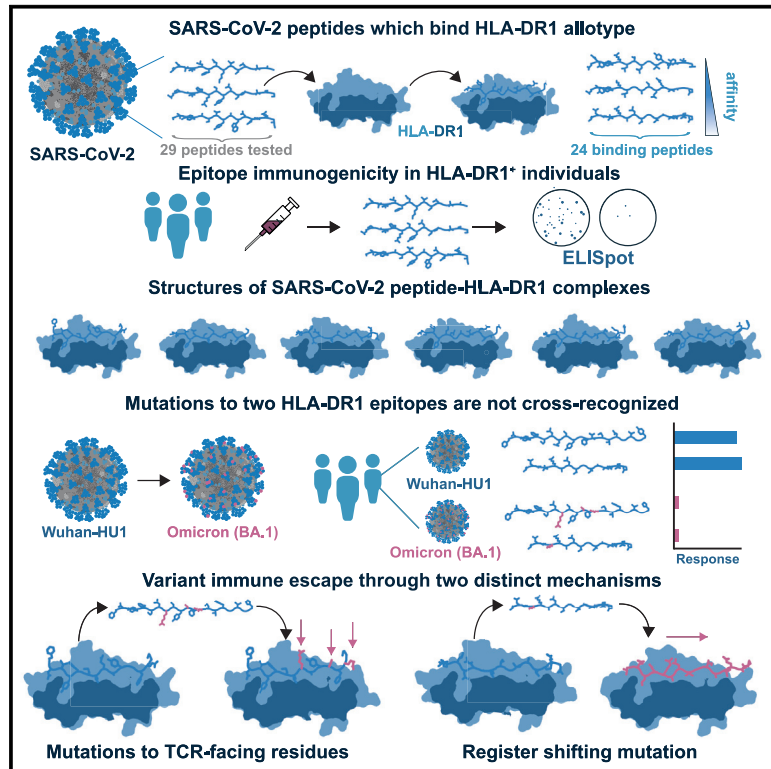 SARS-CoV-2 peptides which bind HLA-DR1 allotype
affinity
HLA-DR1
SARS-CoV-2
29 peptides tested
24 binding peptides
Epitope immunogenicity in HLA-DR1⁺ individuals
ELISpot
Structures of SARS-CoV-2 peptide-HLA-DR1 complexes
Mutations to two HLA-DR1 epitopes are not cross-recognized
Wuhan-HU1
Omicron (BA.1)
Wuhan-HU1
Omicron (BA.1)
Response
Variant immune escape through two distinct mechanisms
Mutations to TCR-facing residues
Register shifting mutation